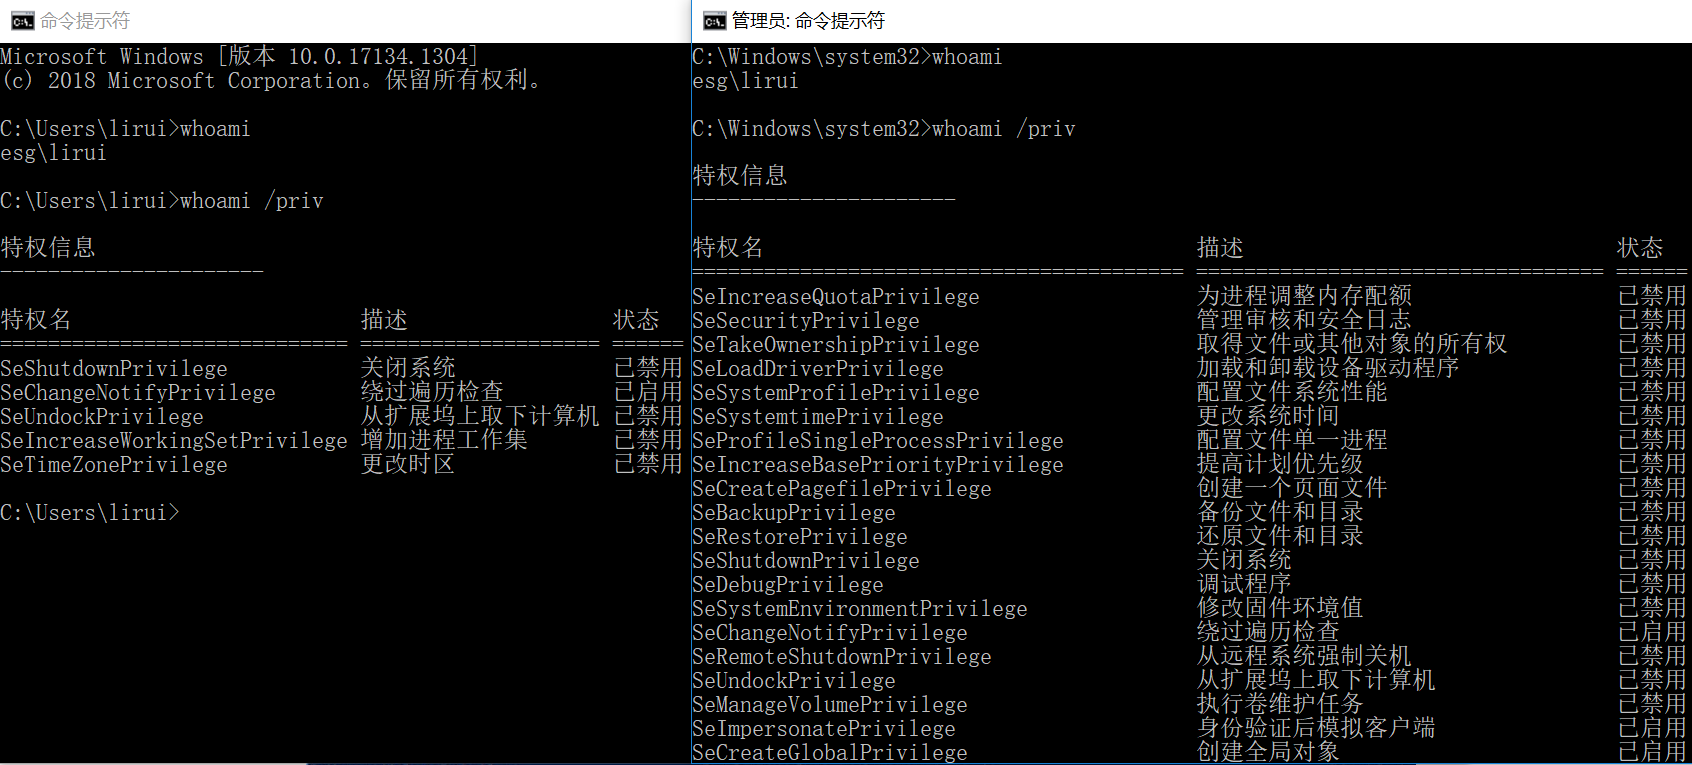 命令提示符
Microsoft Windows [版本 10.0.17134.1304]
(c) 2018 Microsoft Corporation。保留所有权利。
C:\Users\lirui>whoami
esg\lirui
C:\Users\lirui>whoami /priv
特权信息
----------------------
特权名 描述 状态
============================= ==================== ======
SeShutdownPrivilege 关闭系统 已禁用
SeChangeNotifyPrivilege 绕过遍历检查 已启用
SeUndockPrivilege 从扩展坞上取下计算机 已禁用
SeIncreaseWorkingSetPrivilege 增加进程工作集 已禁用
SeTimeZonePrivilege 更改时区 已禁用
C:\Users\lirui>
管理员: 命令提示符
C:\Windows\system32>whoami
esg\lirui
C:\Windows\system32>whoami /priv
特权信息
----------------------
特权名 描述 状态
========================================= ================================== ======
SeIncreaseQuotaPrivilege 为进程调整内存配额 已禁用
SeSecurityPrivilege 管理审核和安全日志 已禁用
SeTakeOwnershipPrivilege 取得文件或其他对象的所有权 已禁用
SeLoadDriverPrivilege 加载和卸载设备驱动程序 已禁用
SeSystemProfilePrivilege 配置文件系统性能 已禁用
SeSystemtimePrivilege 更改系统时间 已禁用
SeProfileSingleProcessPrivilege 配置文件单一进程 已禁用
SeIncreaseBasePriorityPrivilege 提高计划优先级 已禁用
SeCreatePagefilePrivilege 创建一个页面文件 已禁用
SeBackupPrivilege 备份文件和目录 已禁用
SeRestorePrivilege 还原文件和目录 已禁用
SeShutdownPrivilege 关闭系统 已禁用
SeDebugPrivilege 调试程序 已禁用
SeSystemEnvironmentPrivilege 修改固件环境值 已禁用
SeChangeNotifyPrivilege 绕过遍历检查 已启用
SeRemoteShutdownPrivilege 从远程系统强制关机 已禁用
SeUndockPrivilege 从扩展坞上取下计算机 已禁用
SeManageVolumePrivilege 执行卷维护任务 已禁用
SeImpersonatePrivilege 身份验证后模拟客户端 已启用
SeCreateGlobalPrivilege 创建全局对象 已启用